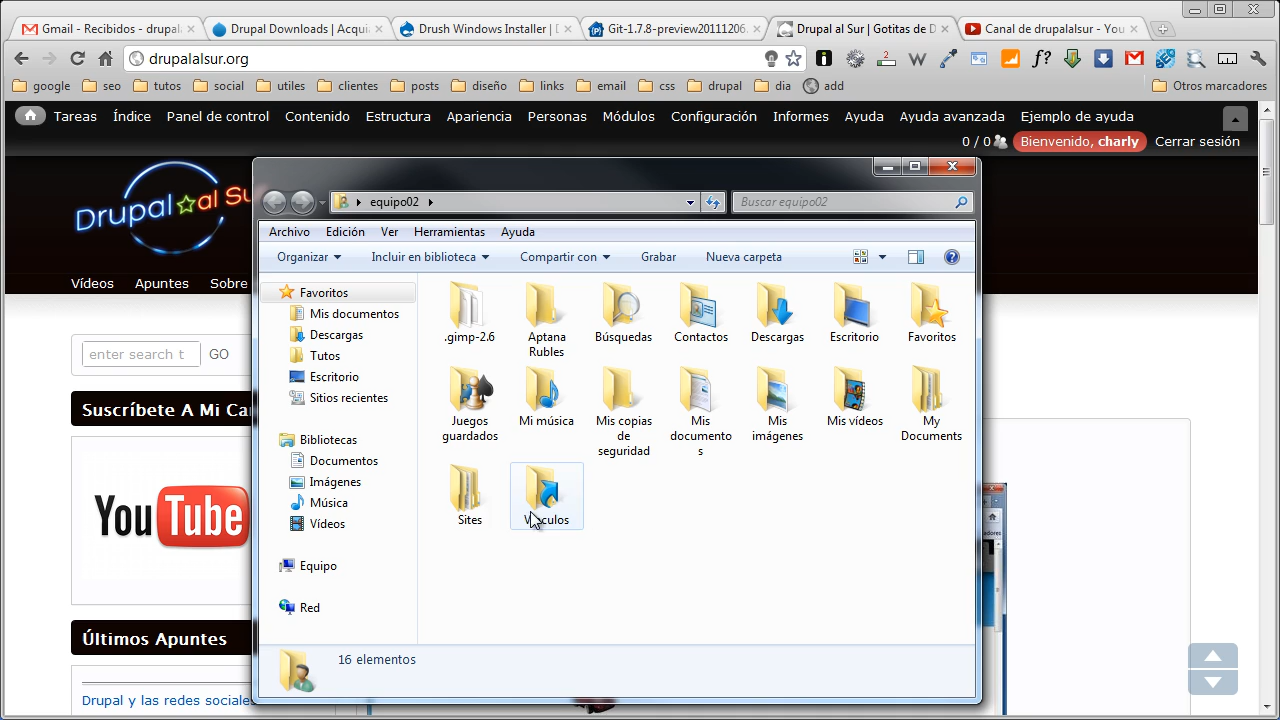 Gmail - Recibidos - drupal
Drupal Downloads | Acqui
Drush Windows Installer | D
Git-1.7.8-preview20111206.
Drupal al Sur | Gotitas de D
Canal de drupalalsur - You
drupalalsur.org
google
seo
tutos
social
utiles
clientes
posts
diseño
links
email
css
drupal
dia
add
Otros marcadores
Tareas
Índice
Panel de control
Contenido
Estructura
Apariencia
Personas
Módulos
Configuración
Informes
Ayuda
Ayuda avanzada
Ejemplo de ayuda
0 / 0
Bienvenido, charly
Cerrar sesión
Drupal al Su
Vídeos
Apuntes
Sobre
enter search t
GO
Suscríbete A Mi Ca
YouTube
Últimos Apuntes
Drupal y las redes sociale
equipo02
Buscar equipo02
Archivo
Edición
Ver
Herramientas
Ayuda
Organizar
Incluir en biblioteca
Compartir con
Grabar
Nueva carpeta
Favoritos
Mis documentos
Descargas
Tutos
Escritorio
Sitios recientes
Bibliotecas
Documentos
Imágenes
Música
Vídeos
Equipo
Red
.gimp-2.6
Aptana
Rubles
Búsquedas
Contactos
Descargas
Escritorio
Favoritos
Juegos
guardados
Mi música
Mis copias
de
seguridad
Mis
documento
s
Mis
imágenes
Mis vídeos
My
Documents
Sites
Vínculos
16 elementos